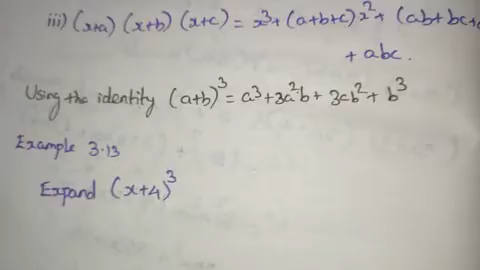 iii) (x+a) (x+b) (x+c) = x³ + (a+b+c) x² + (ab+bc+
+ abc.
Using the identity (a+b)³ = a³ + 3a²b + 3ab² + b³
Example 3.13
Expand (x+4)³